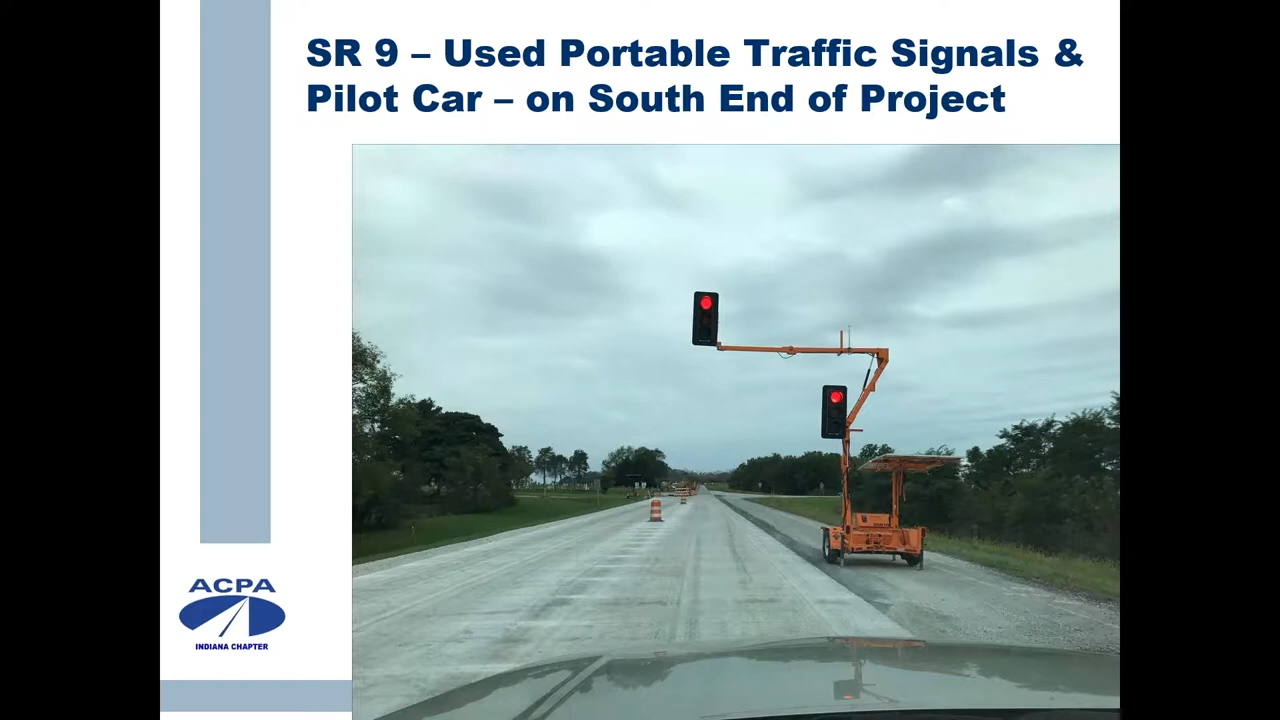 SR 9 – Used Portable Traffic Signals &
Pilot Car – on South End of Project
ACPA
INDIANA CHAPTER